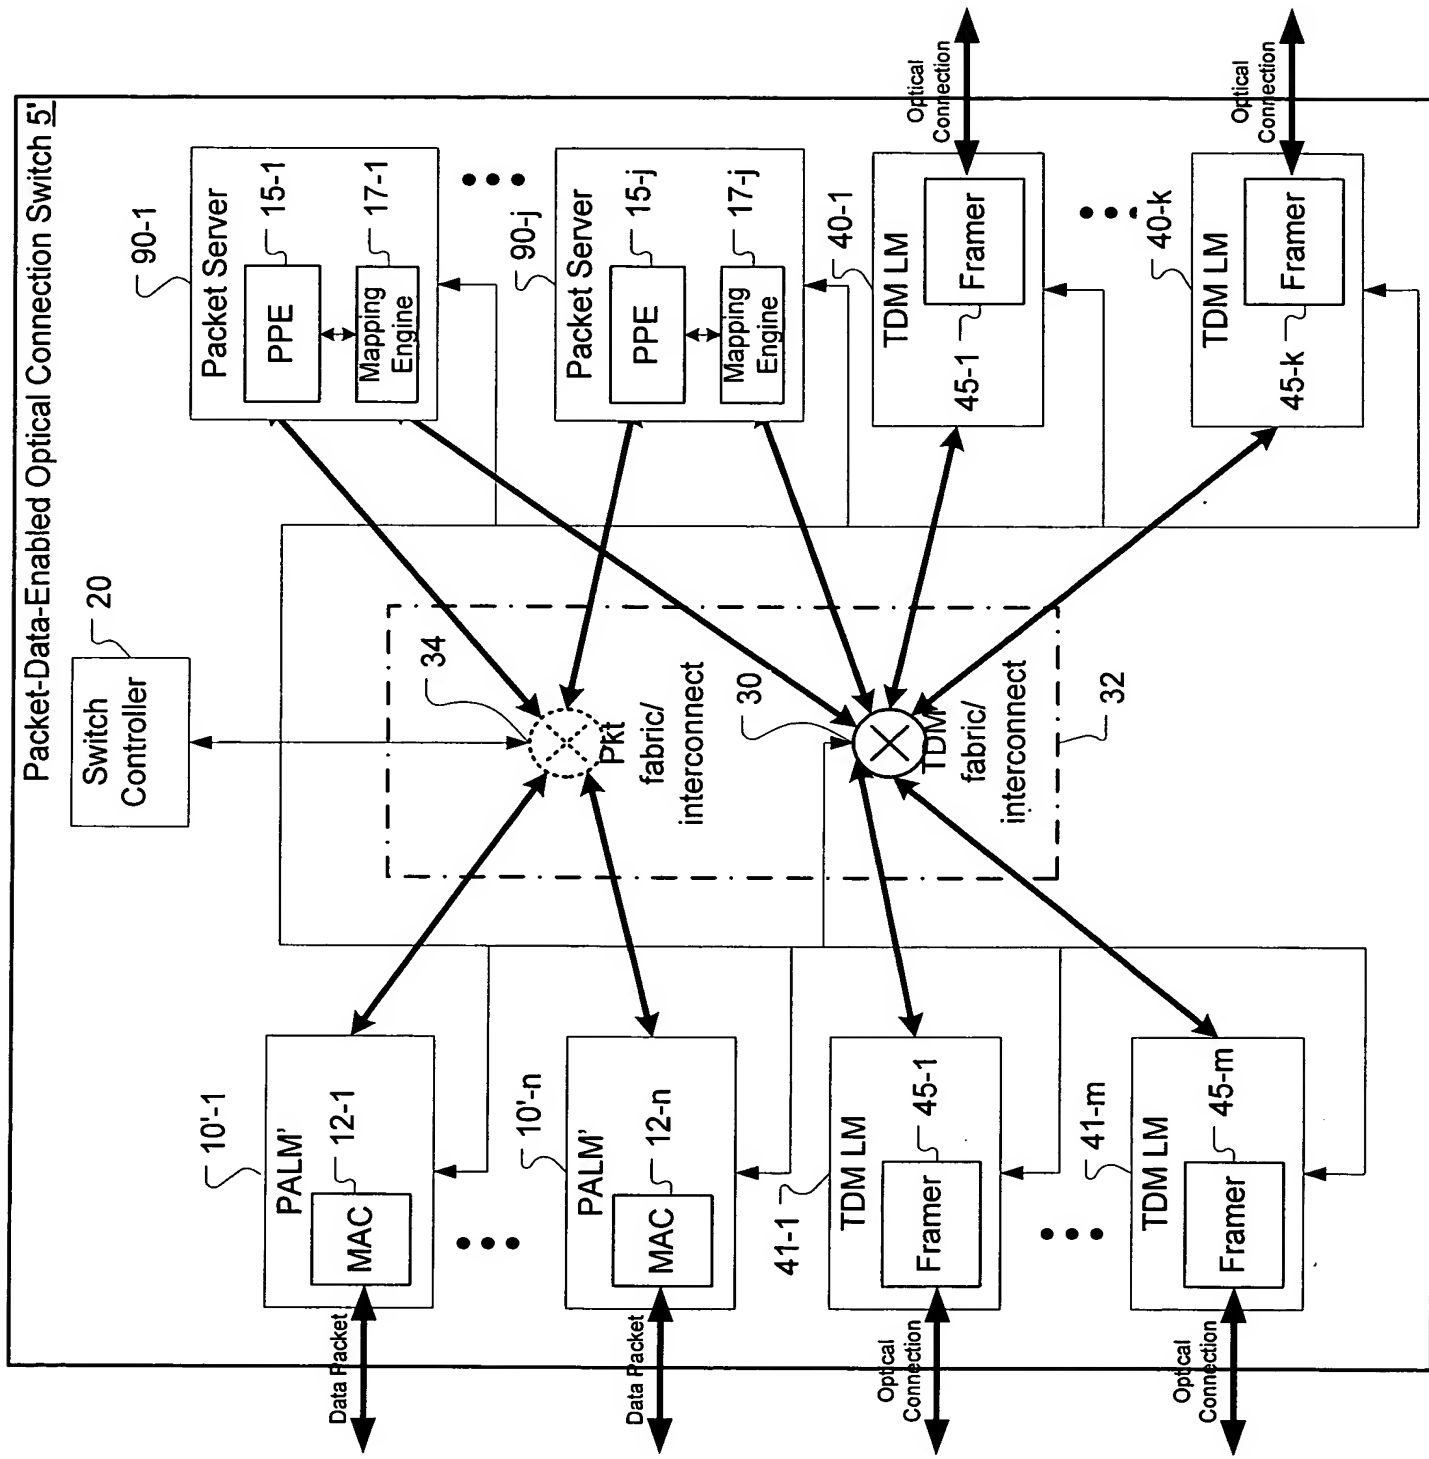 Packet-Data-Enabled Optical Connection Switch 5'
Switch
Controller
20
10'-1
PALM'
12-1
MAC
Data Packet
10'-n
PALM'
12-n
MAC
Data Packet
41-1
TDM LM
45-1
Framer
Optical
Connection
41-m
TDM LM
45-m
Framer
Optical
Connection
34
Pkt
fabric/
interconnect
30
TDM
fabric/
interconnect
32
90-1
Packet Server
15-1
PPE
17-1
Mapping
Engine
90-j
Packet Server
15-j
PPE
17-j
Mapping
Engine
40-1
TDM LM
45-1
Framer
Optical
Connection
40-k
TDM LM
45-k
Framer
Optical
Connection